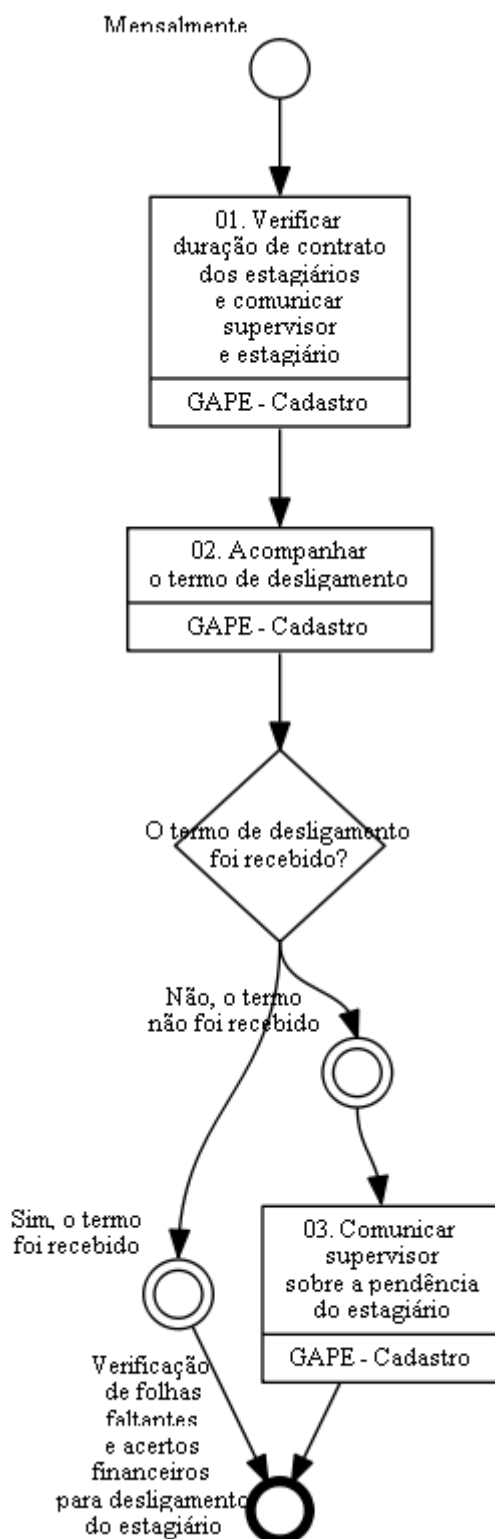 Mensalmente
01. Verificar
duração de contrato
dos estagiários
e comunicar
supervisor
e estagiário
GAPE - Cadastro
02. Acompanhar
o termo de desligamento
GAPE - Cadastro
O termo de desligamento
foi recebido?
Não, o termo
não foi recebido
Sim, o termo
foi recebido
03. Comunicar
supervisor
sobre a pendência
do estagiário
GAPE - Cadastro
Verificação
de folhas
faltantes
e acertos
financeiros
para desligamento
do estagiário